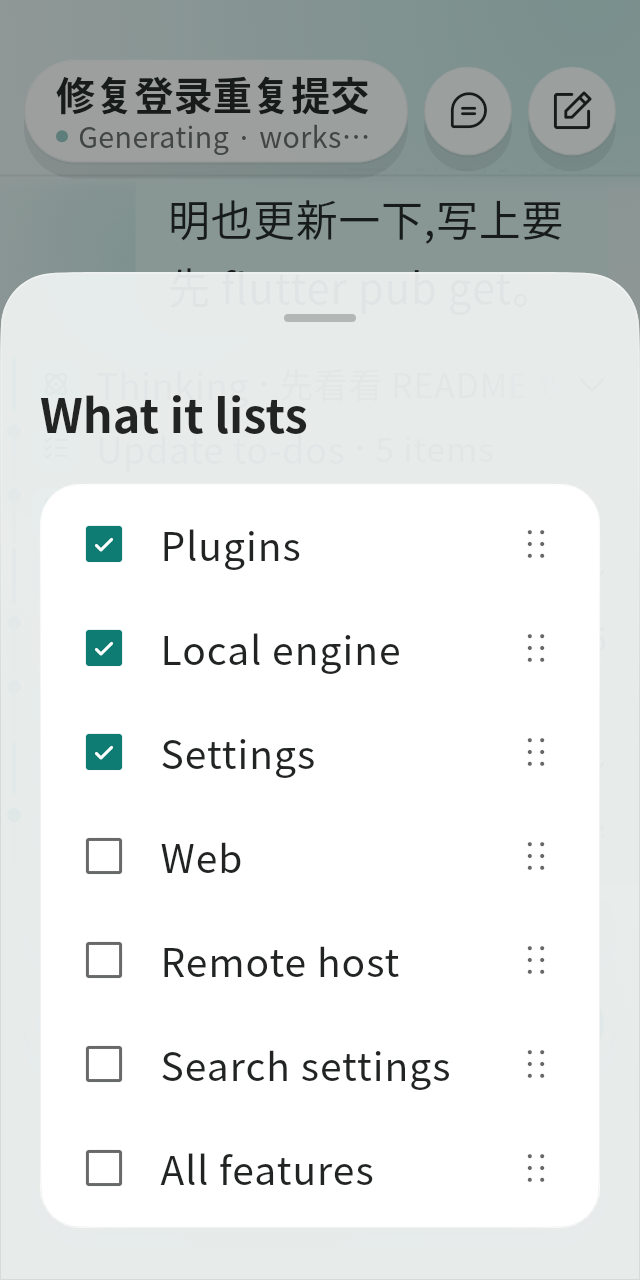 修复登录重复提交
Generating · works…
明也更新一下,写上要
先 flutter pub get。
Thinking · 先看看 README
What it lists
Update to-dos · 5 items
Plugins
Local engine
Settings
Web
Remote host
Search settings
All features